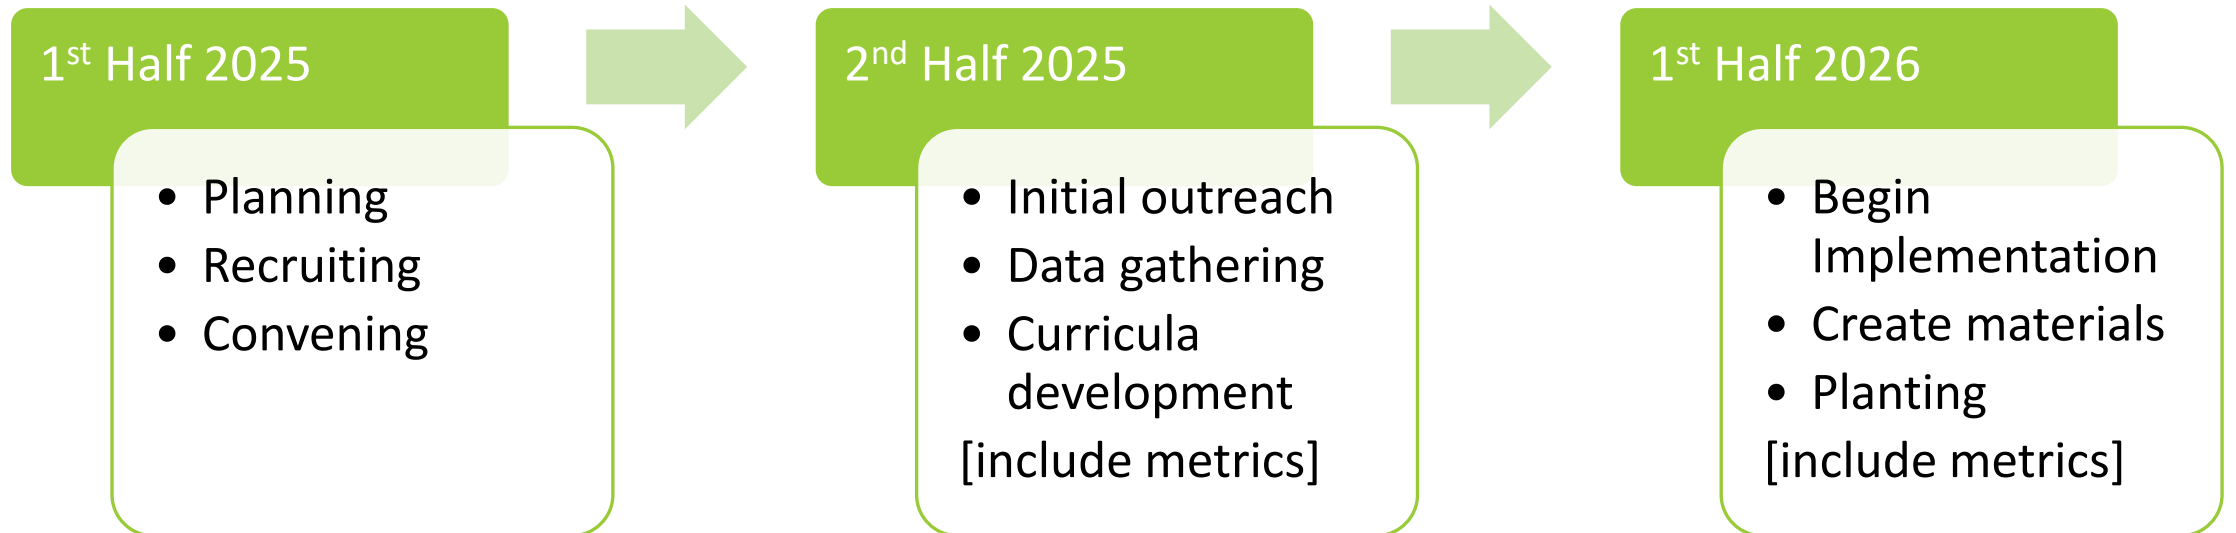 1st Half 2025
• Planning
• Recruiting
• Convening
2nd Half 2025
• Initial outreach
• Data gathering
• Curricula
development
[include metrics]
1st Half 2026
• Begin
Implementation
• Create materials
• Planting
[include metrics]